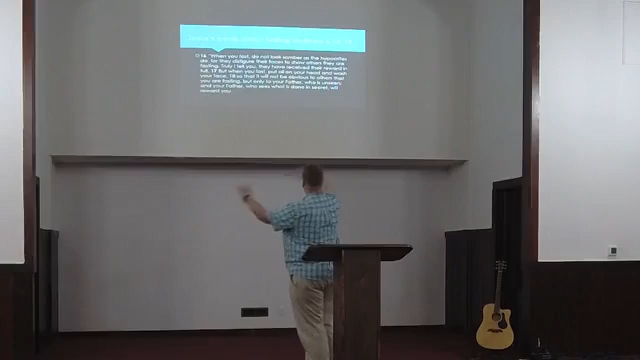 16 "When you fast, do not look somber as the hypocrites
do, for they disfigure their faces to show others they are
fasting. Truly I tell you, they have received their reward in
full. 17 But when you fast, put oil on your head and wash
your face, 18 so that it will not be obvious to others that
you are fasting, but only to your Father, who is unseen;
and your Father, who sees what is done in secret, will
reward you.